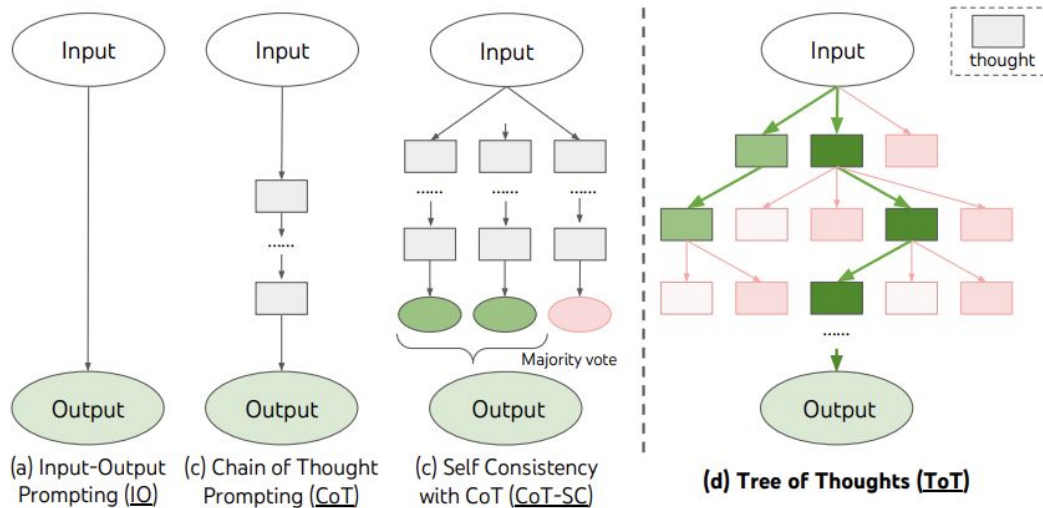 Input
Input
Input
Input
thought
......
......
......
......
......
Majority vote
Output
Output
Output
Output
(a) Input-Output
Prompting (IO)
(c) Chain of Thought
Prompting (CoT)
(c) Self Consistency
with CoT (CoT-SC)
(d) Tree of Thoughts (ToT)